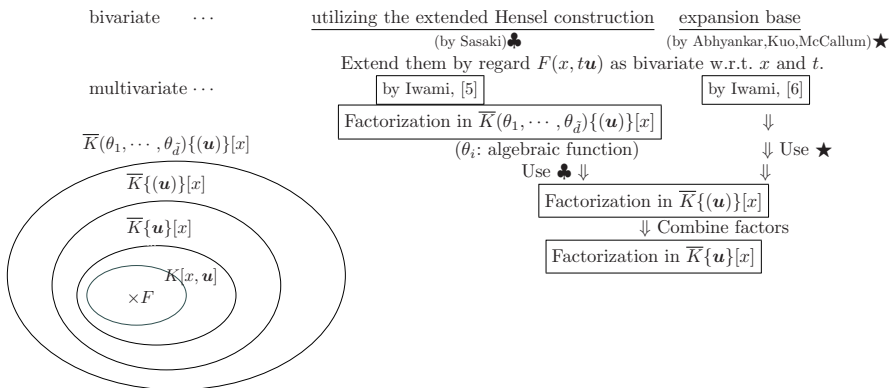 bivariate ··· utilizing the extended Hensel construction expansion base
(by Sasaki)♣ (by Abhyankar,Kuo,McCallum)★
Extend them by regard F(x, tu) as bivariate w.r.t. x and t.
multivariate ··· by Iwami, [5] by Iwami, [6]
Factorization in K̅(θ₁, ··· , θ_d̃){(u)}[x] ⇓
K̅(θ₁, ··· , θ_d̃){(u)}[x] (θᵢ: algebraic function) ⇓ Use ★
Use ♣ ⇓ ⇓
K̅{(u)}[x] Factorization in K̅{(u)}[x]
K̅{u}[x] ⇓ Combine factors
Factorization in K̅{u}[x]
K[x, u]
×F